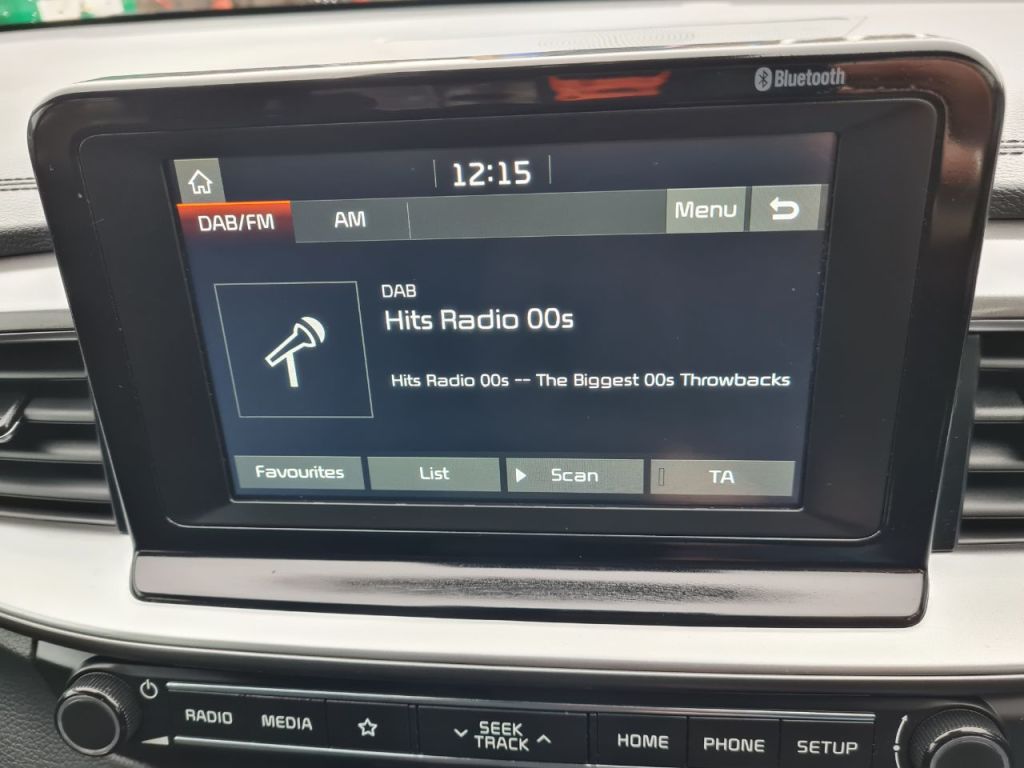 Bluetooth
12:15
DAB/FM AM Menu
DAB
Hits Radio 00s
Hits Radio 00s -- The Biggest 00s Throwbacks
Favourites List Scan TA
RADIO MEDIA SEEK TRACK HOME PHONE SETUP